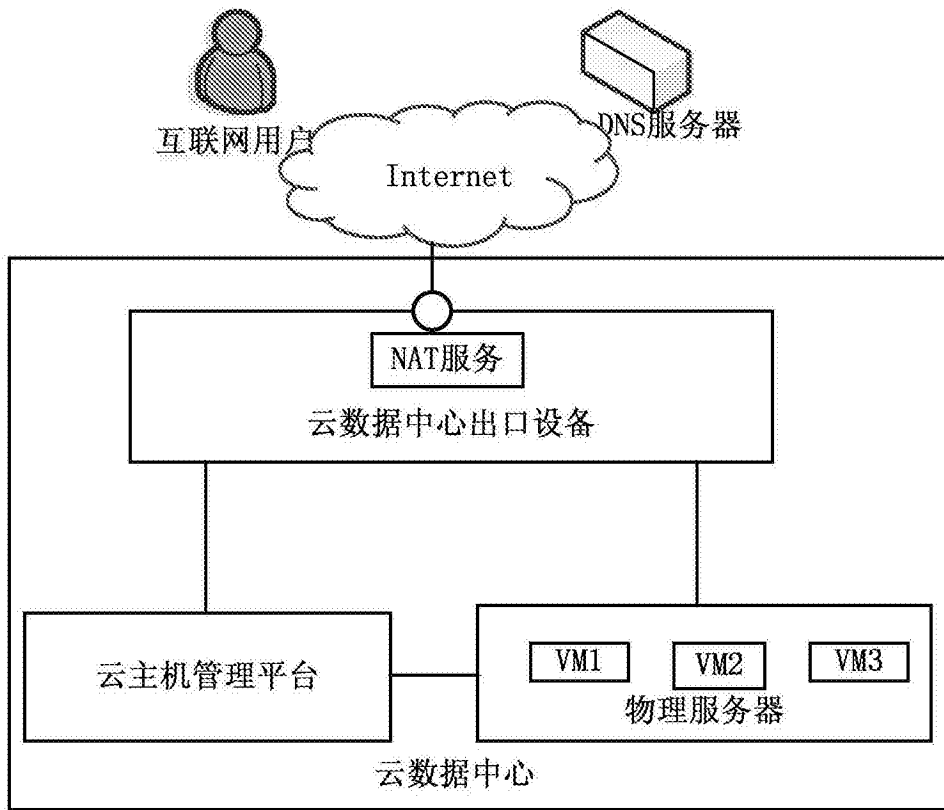 互联网用户
DNS服务器
Internet
NAT服务
云数据中心出口设备
云主机管理平台
VM1
VM2
VM3
物理服务器
云数据中心